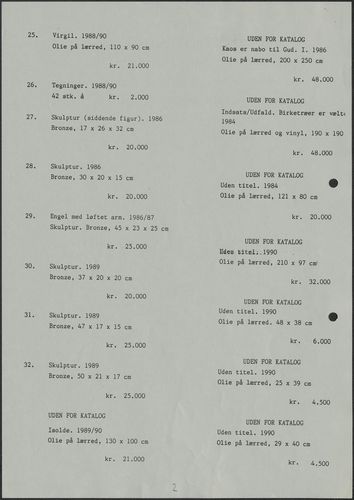 25. Virgil. 1988/90
Olie på lærred, 110 x 90 cm
kr. 21.000
26. Tegninger. 1988/90
42 stk. á kr. 2.000
27. Skulptur (siddende figur). 1986
Bronze, 17 x 26 x 32 cm
kr. 20.000
28. Skulptur. 1986
Bronze, 30 x 20 x 15 cm
kr. 20.000
29. Engel med løftet arm. 1986/87
Skulptur. Bronze, 45 x 23 x 25 cm
kr. 25.000
30. Skulptur. 1989
Bronze, 37 x 20 x 20 cm
kr. 20.000
31. Skulptur. 1989
Bronze, 47 x 17 x 15 cm
kr. 25.000
32. Skulptur. 1989
Bronze, 50 x 21 x 17 cm
kr. 25.000
UDEN FOR KATALOG
Isolde. 1989/90
Olie på lærred, 130 x 100 cm
kr. 21.000
UDEN FOR KATALOG
Kaos er nabo til Gud. I. 1986
Olie på lærred, 200 x 250 cm
kr. 48.000
UDEN FOR KATALOG
Indsats/Udfald. Birketræer er vælt
1984
Olie på lærred og vinyl, 190 x 190
kr. 48.000
UDEN FOR KATALOG
Uden titel. 1984
Olie på lærred, 121 x 80 cm
kr. 20.000
UDEN FOR KATALOG
Uden titel. 1990
Olie på lærred, 210 x 97 cm
kr. 32.000
UDEN FOR KATALOG
Uden titel. 1990
Olie på lærred. 48 x 38 cm
kr. 6.000
UDEN FOR KATALOG
Uden titel. 1990
Olie på lærred, 25 x 39 cm
kr. 4.500
UDEN FOR KATALOG
Uden titel. 1990
Olie på lærred, 29 x 40 cm
kr. 4.500
2